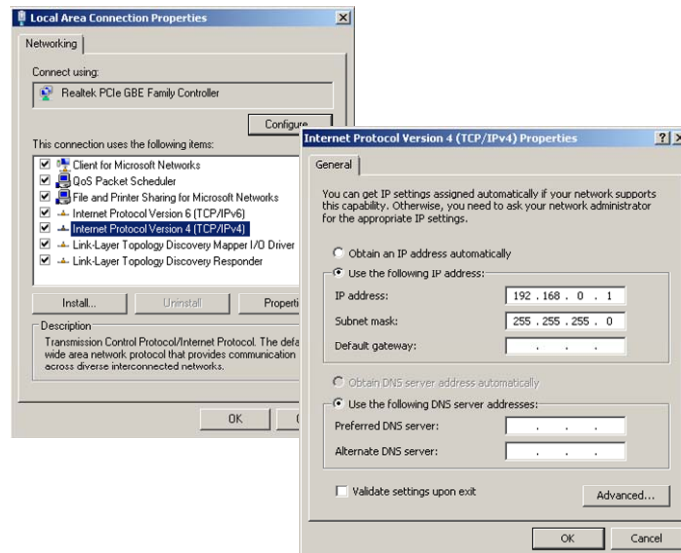 Local Area Connection Properties
Networking
Connect using:
Realtek PCIe GBE Family Controller
Configure...
This connection uses the following items:
Client for Microsoft Networks
QoS Packet Scheduler
File and Printer Sharing for Microsoft Networks
Internet Protocol Version 6 (TCP/IPv6)
Internet Protocol Version 4 (TCP/IPv4)
Link-Layer Topology Discovery Mapper I/O Driver
Link-Layer Topology Discovery Responder
Install...
Uninstall
Properti
Description
Transmission Control Protocol/Internet Protocol. The defa
wide area network protocol that provides communication
across diverse interconnected networks.
OK
Internet Protocol Version 4 (TCP/IPv4) Properties
General
You can get IP settings assigned automatically if your network supports
this capability. Otherwise, you need to ask your network administrator
for the appropriate IP settings.
Obtain an IP address automatically
Use the following IP address:
IP address: 192 . 168 . 0 . 1
Subnet mask: 255 . 255 . 255 . 0
Default gateway: . . .
Obtain DNS server address automatically
Use the following DNS server addresses:
Preferred DNS server: . . .
Alternate DNS server: . . .
Validate settings upon exit
Advanced...
OK
Cancel